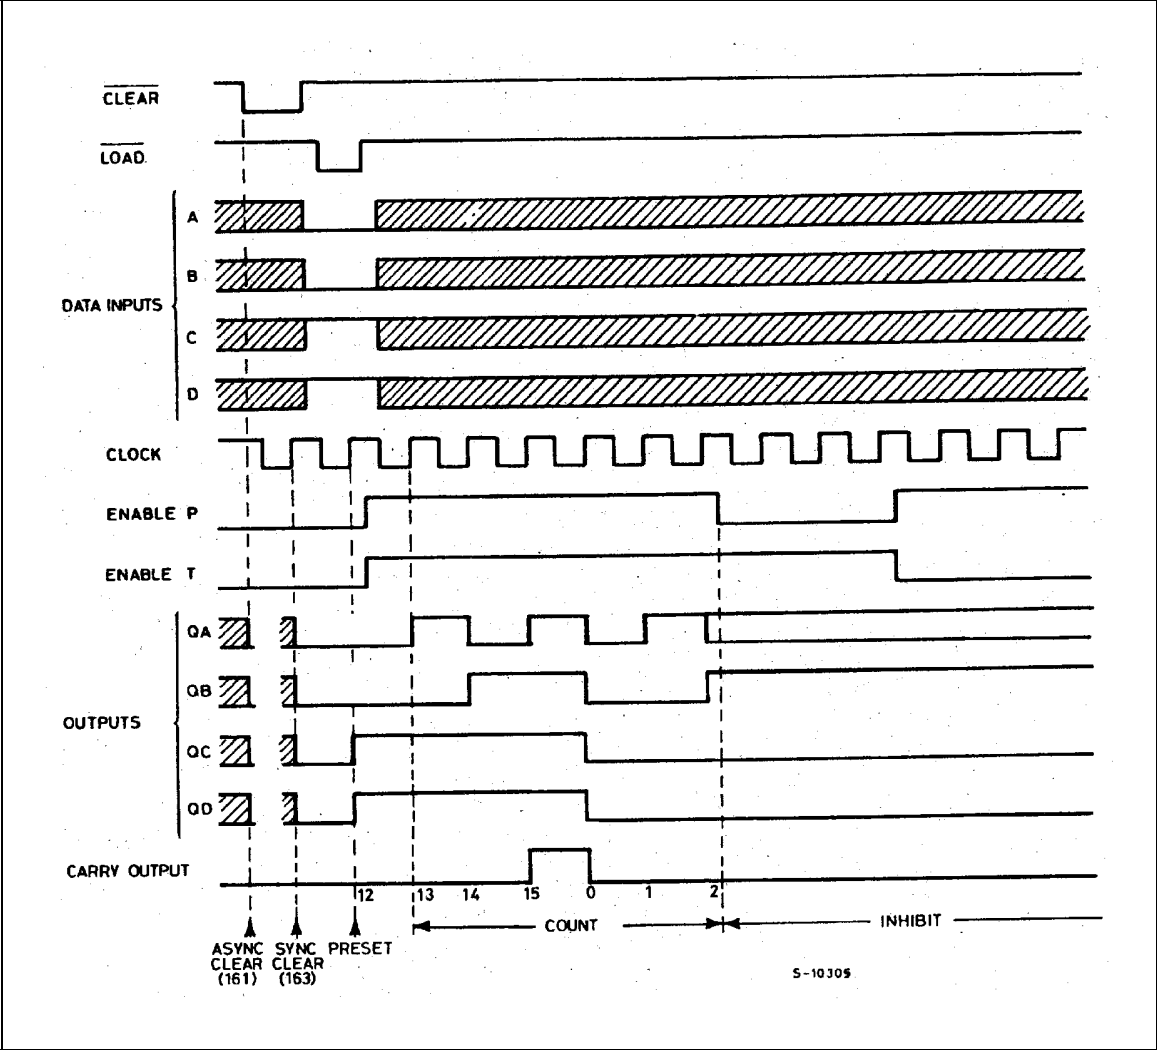 CLEAR
LOAD
A
B
DATA INPUTS
C
D
CLOCK
ENABLE P
ENABLE T
QA
QB
OUTPUTS
QC
QD
CARRY OUTPUT
12 13 14 15 0 1 2
COUNT
INHIBIT
ASYNC
CLEAR
(161)
SYNC
CLEAR
(163)
PRESET
S-10305